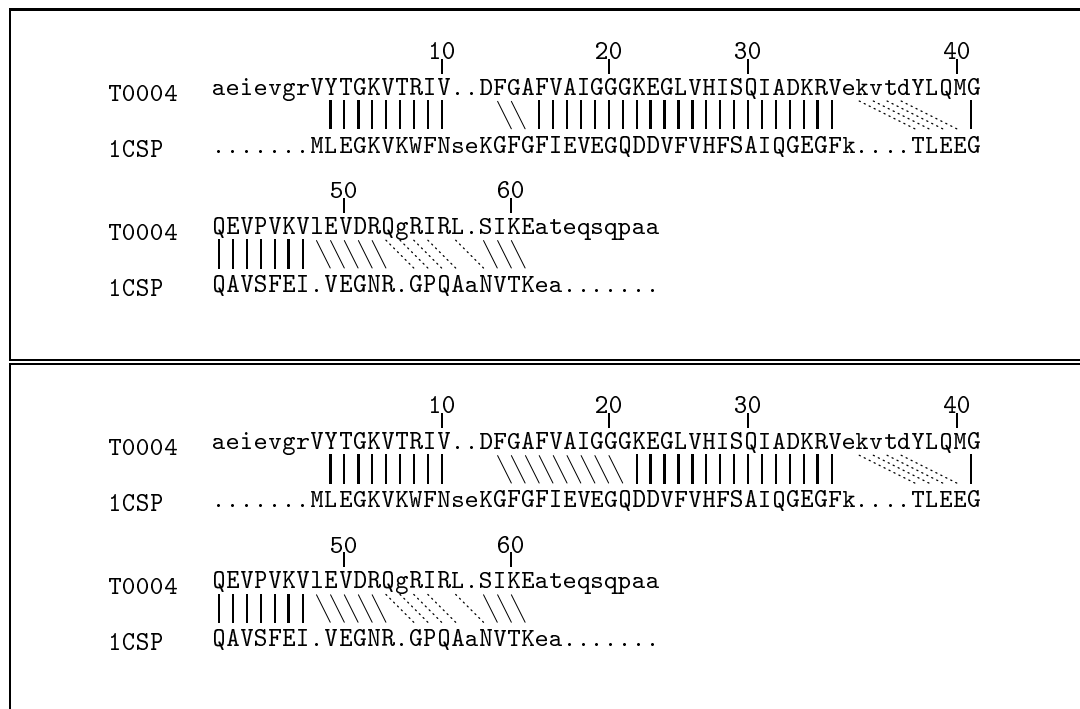 10 20 30 40
T0004 aeievgrVYTGKVTRIV..DFGAFVAIGGGKEGLVHISQIADKRVekvtdYLQMG
1CSP .......MLEGKVKWFNseKGFGFIEVEGQDDVFVHFSAIQGEGFk....TLEEG
50 60
T0004 QEVPVKVlEVDRQgRIRL.SIKEateqsqpaa
1CSP QAVSFEI.VEGNR.GPQAaNVTKea.......
10 20 30 40
T0004 aeievgrVYTGKVTRIV..DFGAFVAIGGGKEGLVHISQIADKRVekvtdYLQMG
1CSP .......MLEGKVKWFNseKGFGFIEVEGQDDVFVHFSAIQGEGFk....TLEEG
50 60
T0004 QEVPVKVlEVDRQgRIRL.SIKEateqsqpaa
1CSP QAVSFEI.VEGNR.GPQAaNVTKea.......